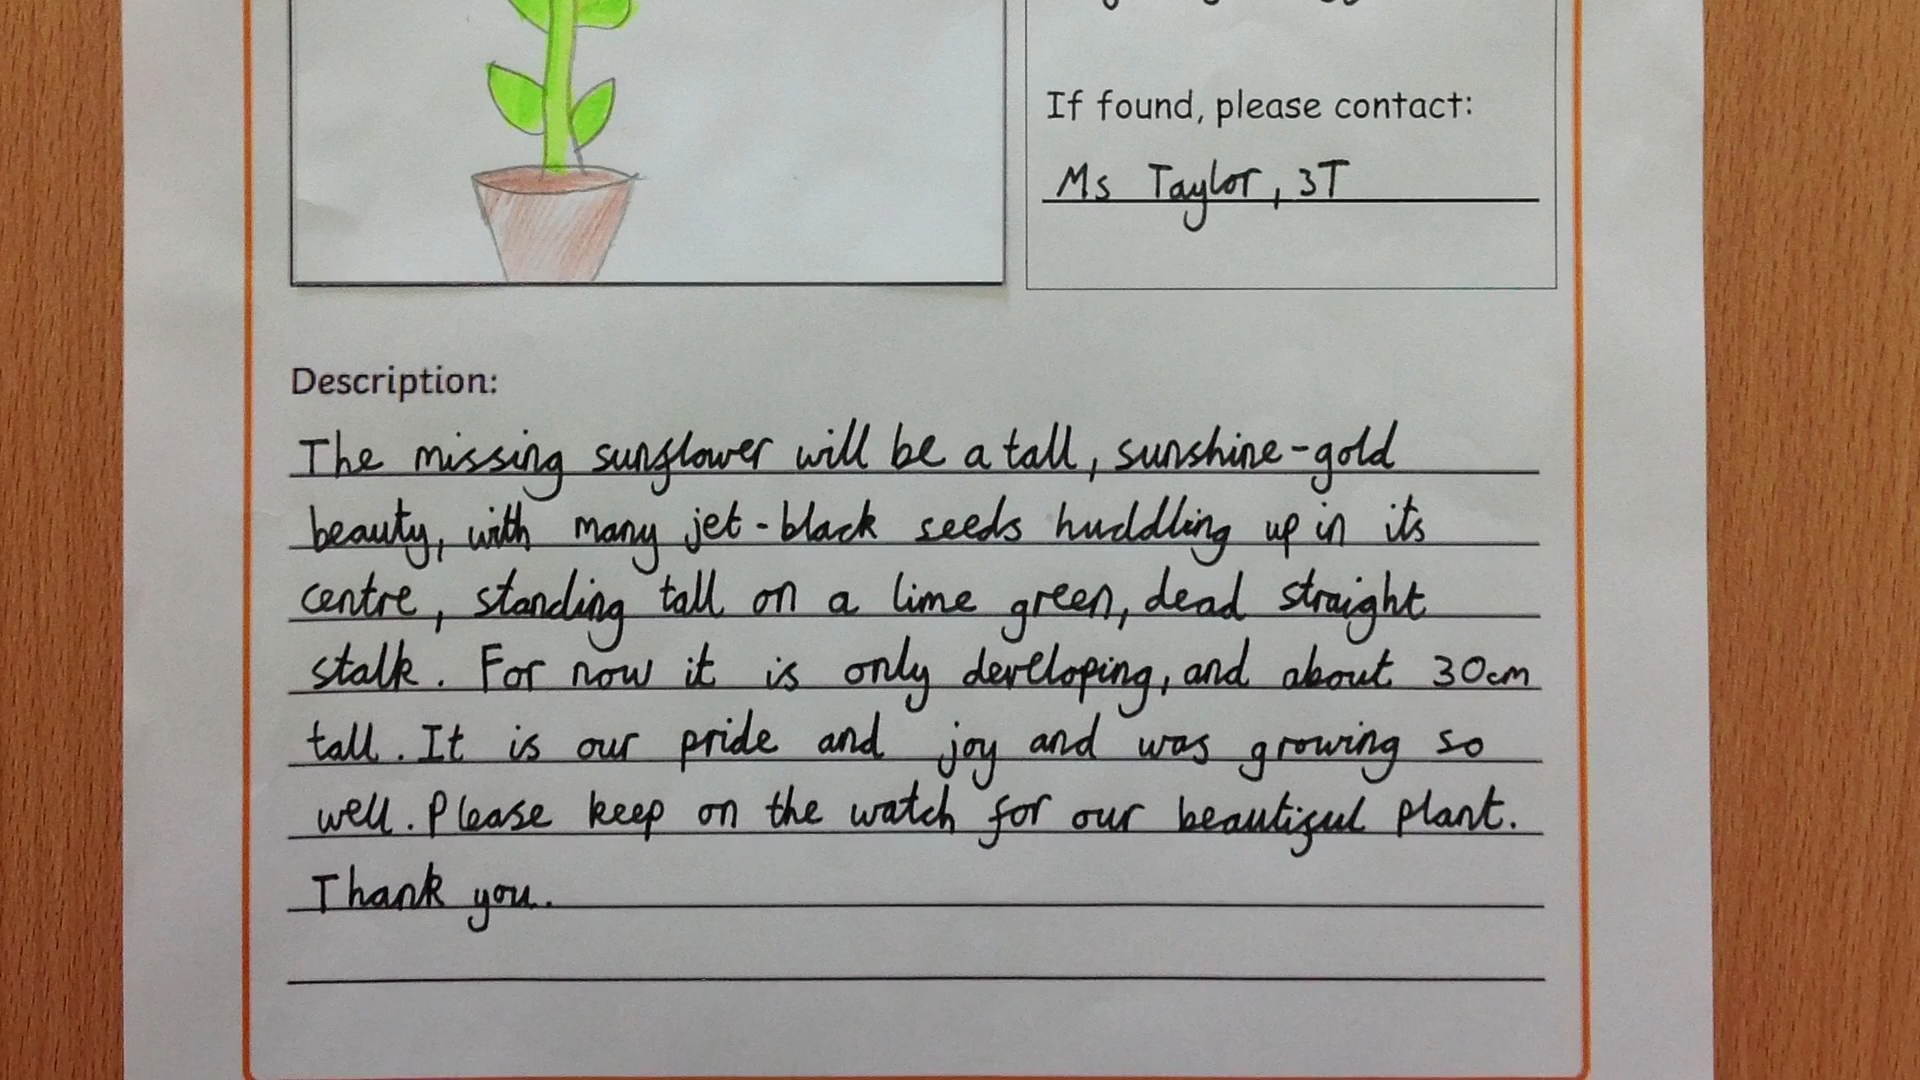 If found, please contact:
Ms Taylor, 3T
Description:
The missing sunflower will be a tall, sunshine-gold
beauty, with many jet-black seeds huddling up in its
centre, standing tall on a lime green, dead straight
stalk. For now it is only developing, and about 30cm
tall. It is our pride and joy and was growing so
well. Please keep on the watch for our beautiful plant.
Thank you.